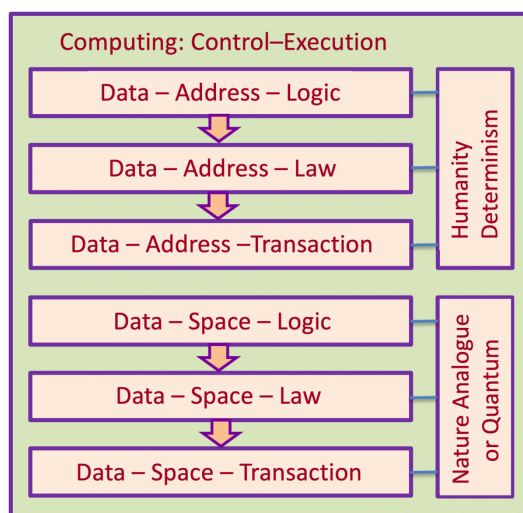 Computing: Control–Execution
Data – Address – Logic
Data – Address – Law
Data – Address –Transaction
Humanity
Determinism
Data – Space – Logic
Data – Space – Law
Data – Space – Transaction
Nature Analogue
or Quantum